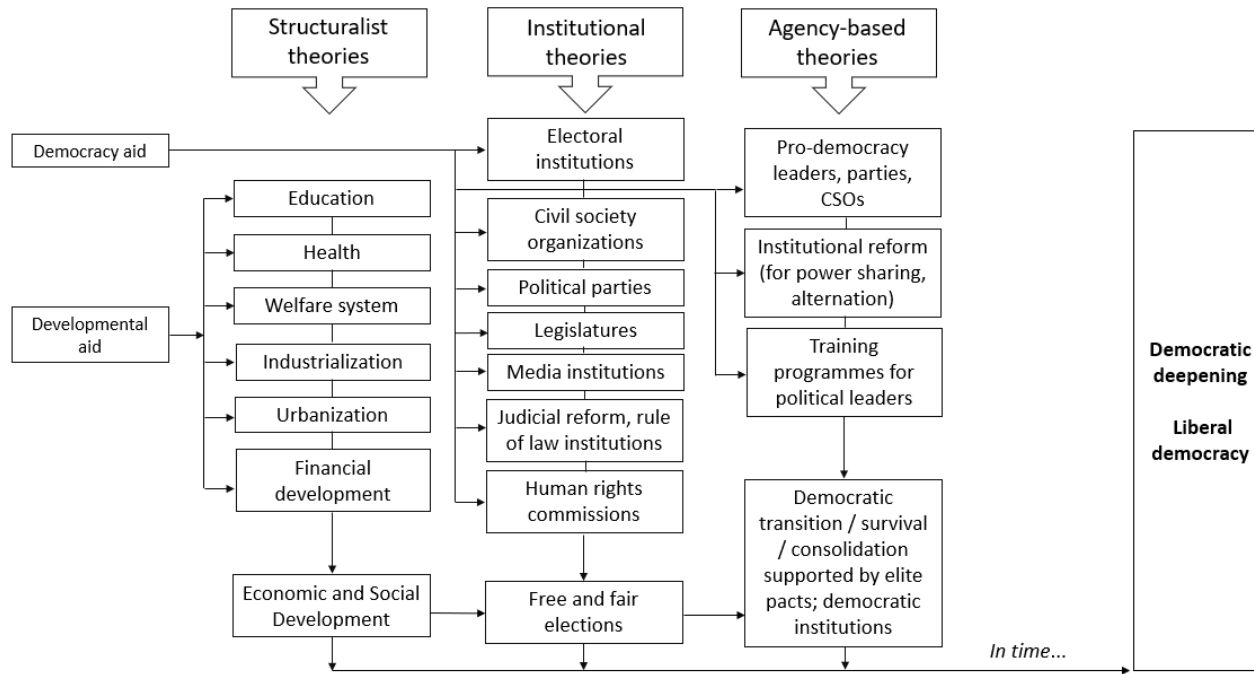 Structuralist
theories
Institutional
theories
Agency-based
theories
Democracy aid
Developmental
aid
Education
Health
Welfare system
Industrialization
Urbanization
Financial
development
Economic and Social
Development
Electoral
institutions
Civil society
organizations
Political parties
Legislatures
Media institutions
Judicial reform, rule
of law institutions
Human rights
commissions
Free and fair
elections
Pro-democracy
leaders, parties,
CSOs
Institutional reform
(for power sharing,
alternation)
Training
programmes for
political leaders
Democratic
transition / survival
/ consolidation
supported by elite
pacts; democratic
institutions
In time...
Democratic
deepening
Liberal
democracy